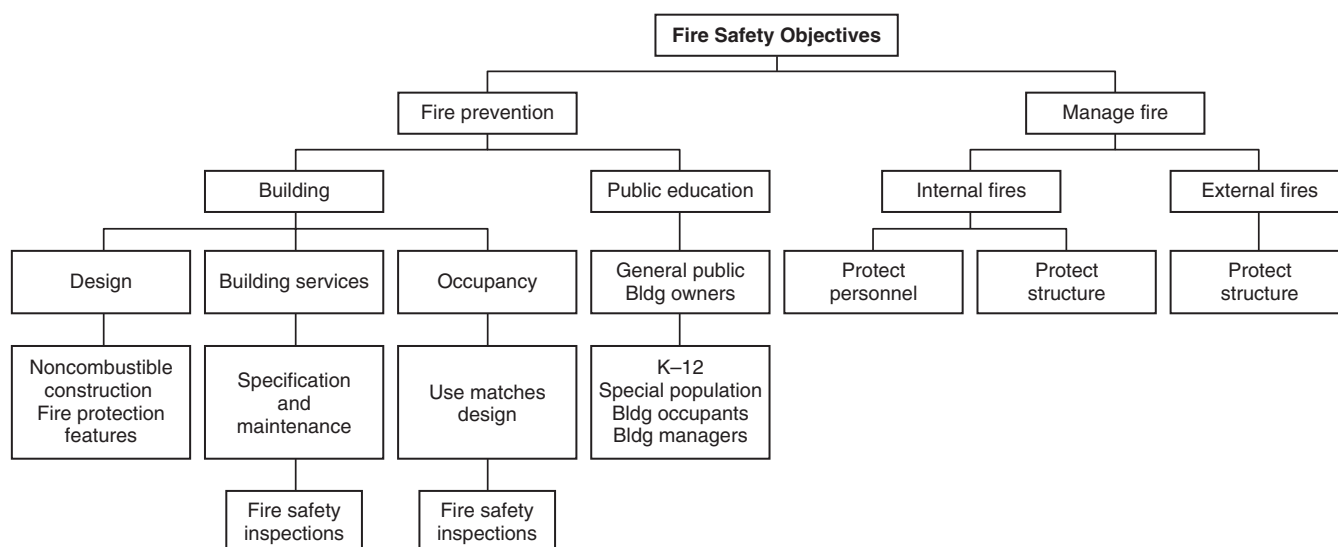 Fire Safety Objectives
Fire prevention
Manage fire
Building
Public education
Internal fires
External fires
Design
Building services
Occupancy
General public
Bldg owners
Protect
personnel
Protect
structure
Protect
structure
Noncombustible
construction
Fire protection
features
Specification
and
maintenance
Use matches
design
K–12
Special population
Bldg occupants
Bldg managers
Fire safety
inspections
Fire safety
inspections